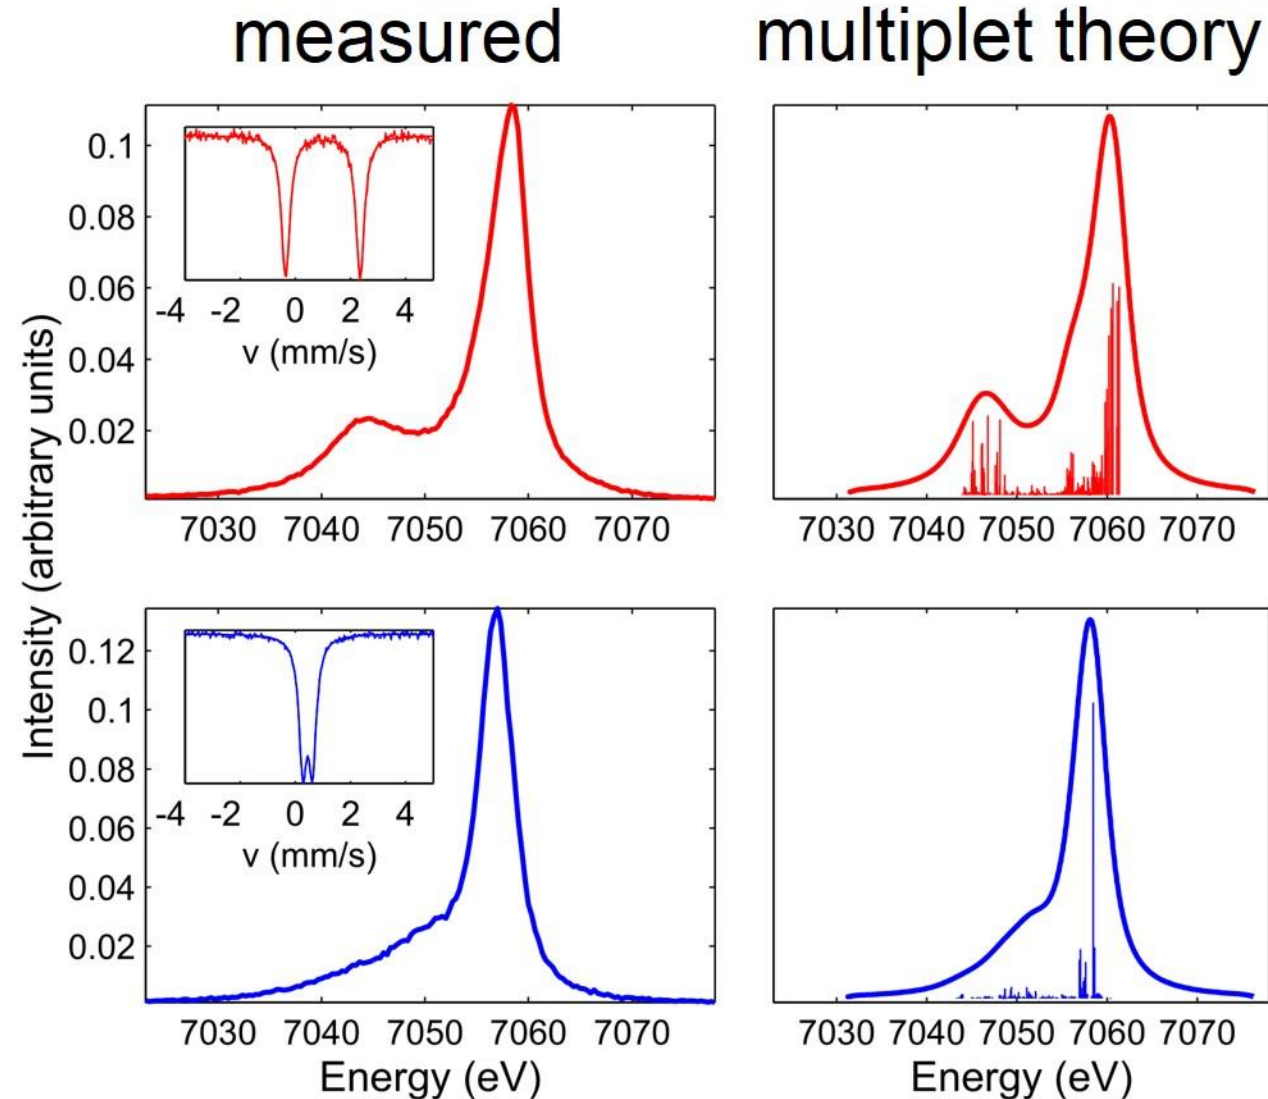 measured
multiplet theory
Intensity (arbitrary units)
0.1
0.08
0.06
0.04
0.02
-4 -2 0 2 4
v (mm/s)
7030 7040 7050 7060 7070
7030 7040 7050 7060 7070
0.12
0.1
0.08
0.06
0.04
0.02
-4 -2 0 2 4
v (mm/s)
7030 7040 7050 7060 7070
Energy (eV)
7030 7040 7050 7060 7070
Energy (eV)